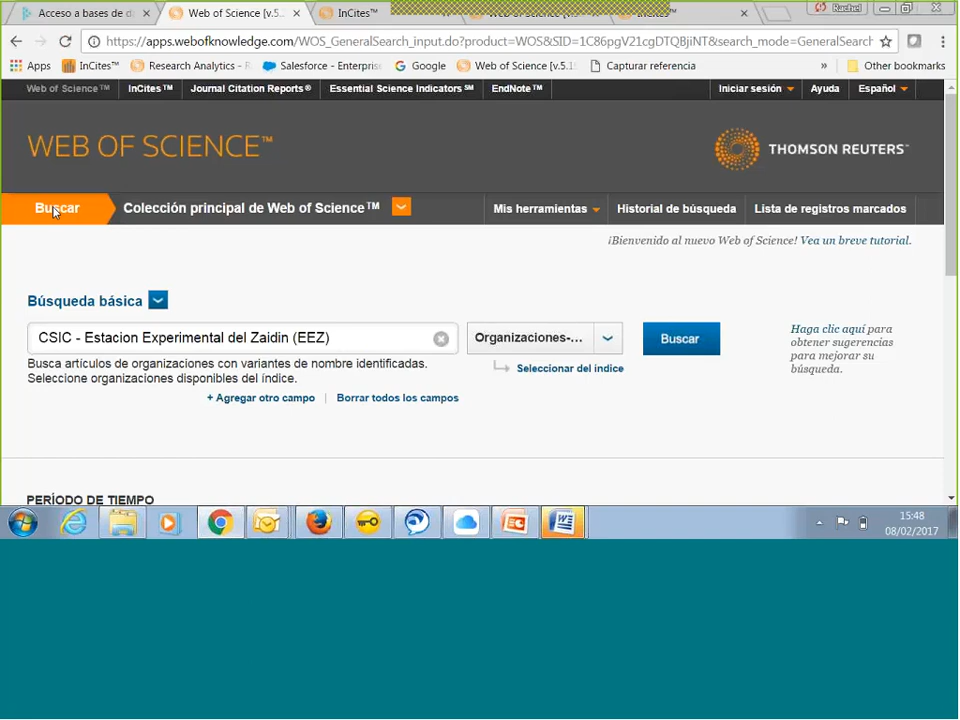 Acceso a bases de d
Web of Science [v.5.
InCites™
Rachel
https://apps.webofknowledge.com/WOS_GeneralSearch_input.do?product=WOS&SID=1C86pgV21cgDTQBjiNT&search_mode=GeneralSearch
Apps InCites™ Research Analytics - R Salesforce - Enterpris Google Web of Science [v.5.1 Capturar referencia » Other bookmarks
Web of Science™ InCites™ Journal Citation Reports® Essential Science Indicators℠ EndNote™ Iniciar sesión Ayuda Español
WEB OF SCIENCE™
THOMSON REUTERS™
Buscar Colección principal de Web of Science™ Mis herramientas Historial de búsqueda Lista de registros marcados
¡Bienvenido al nuevo Web of Science! Vea un breve tutorial.
Búsqueda básica
CSIC - Estacion Experimental del Zaidin (EEZ) Organizaciones-... Buscar
Haga clic aquí para
obtener sugerencias
para mejorar su
búsqueda.
Busca artículos de organizaciones con variantes de nombre identificadas.
Seleccione organizaciones disponibles del índice.
Seleccionar del índice
+ Agregar otro campo | Borrar todos los campos
PERÍODO DE TIEMPO
15:48
08/02/2017